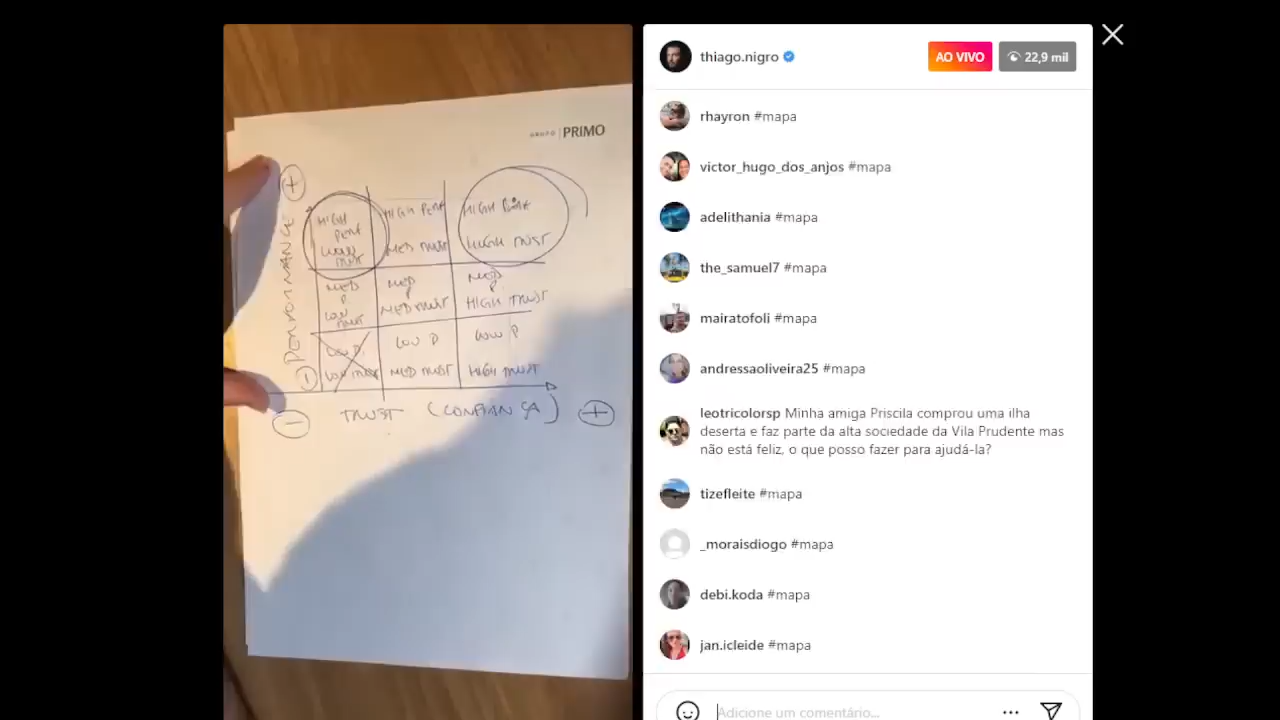 GRUPO | PRIMO
+
PERFORMANCE
HIGH
PERF
LOW
TRUST
HIGH PERF
MED TRUST
HIGH PERF
HIGH TRUST
MED
P
LOW
TRUST
MED
P
MED TRUST
MED
P
HIGH TRUST
LOW P
LOW TRUST
LOW P
MED TRUST
LOW P
HIGH TRUST
-
-
TRUST (CONFIANÇA)
+
thiago.nigro
AO VIVO
22,9 mil
rhayron #mapa
victor_hugo_dos_anjos #mapa
adelithania #mapa
the_samuel7 #mapa
mairatofoli #mapa
andressaoliveira25 #mapa
leotricolorsp Minha amiga Priscila comprou uma ilha
deserta e faz parte da alta sociedade da Vila Prudente mas
não está feliz, o que posso fazer para ajudá-la?
tizefleite #mapa
_moraisdiogo #mapa
debi.koda #mapa
jan.icleide #mapa
Adicione um comentário...